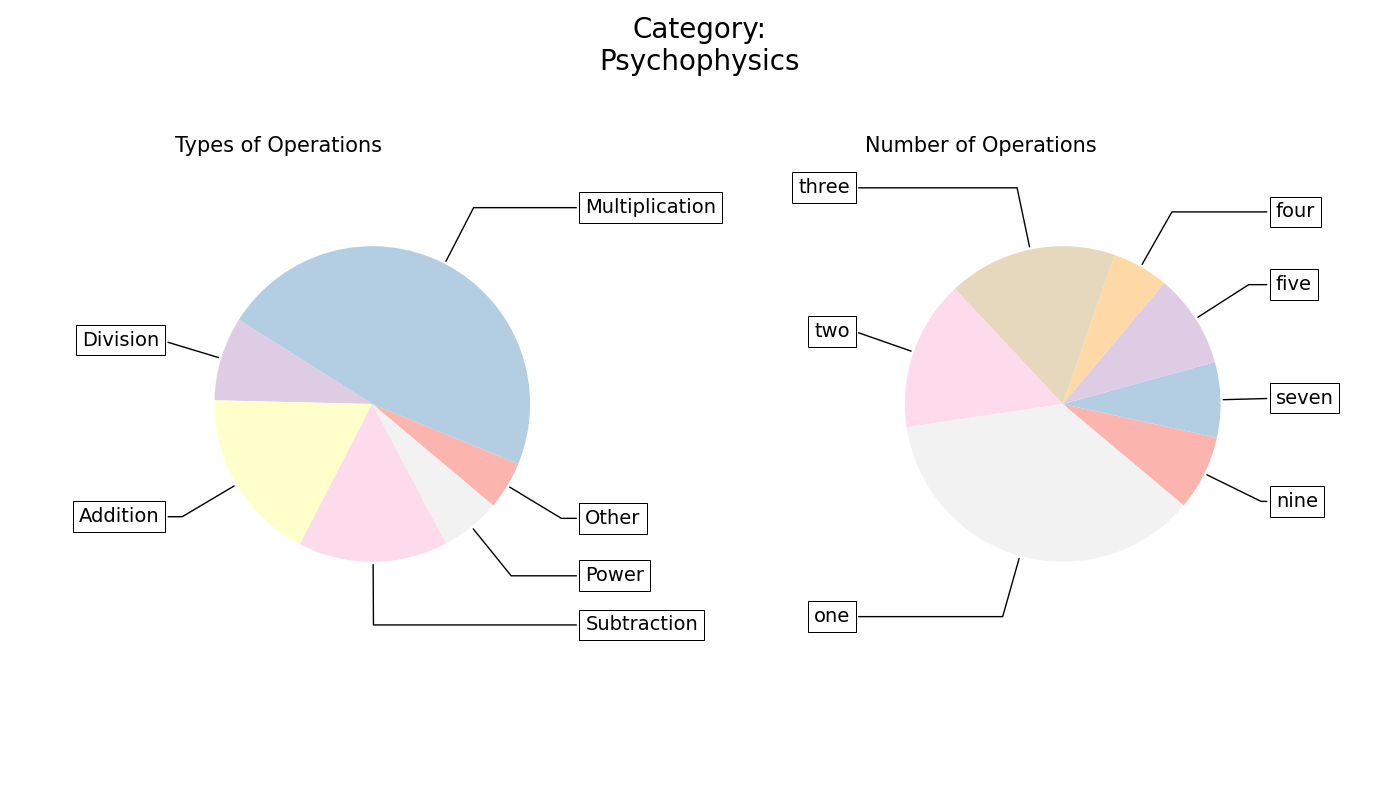 Category:
Psychophysics
Types of Operations
Multiplication
Division
Addition
Other
Power
Subtraction
Number of Operations
three
four
five
two
seven
nine
one